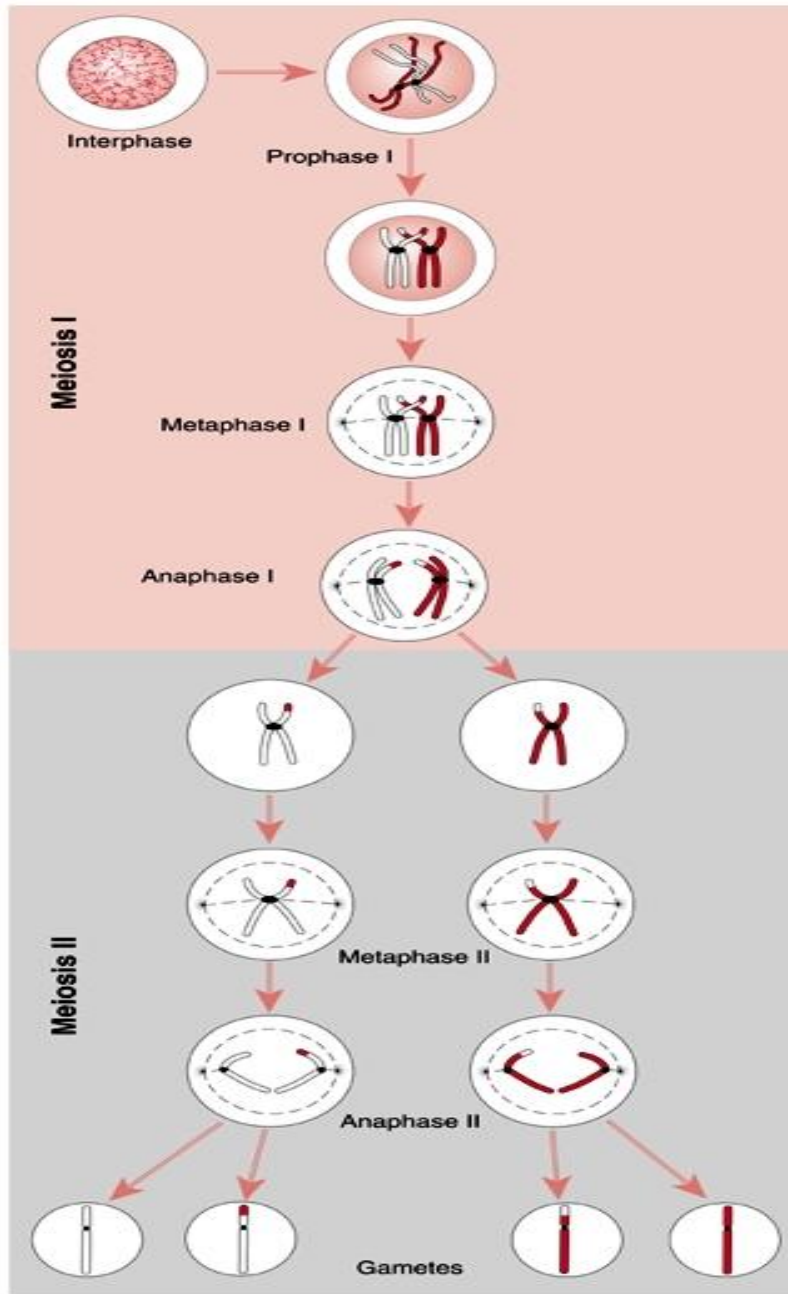 Interphase
Prophase I
Meiosis I
Metaphase I
Anaphase I
Meiosis II
Metaphase II
Anaphase II
Gametes